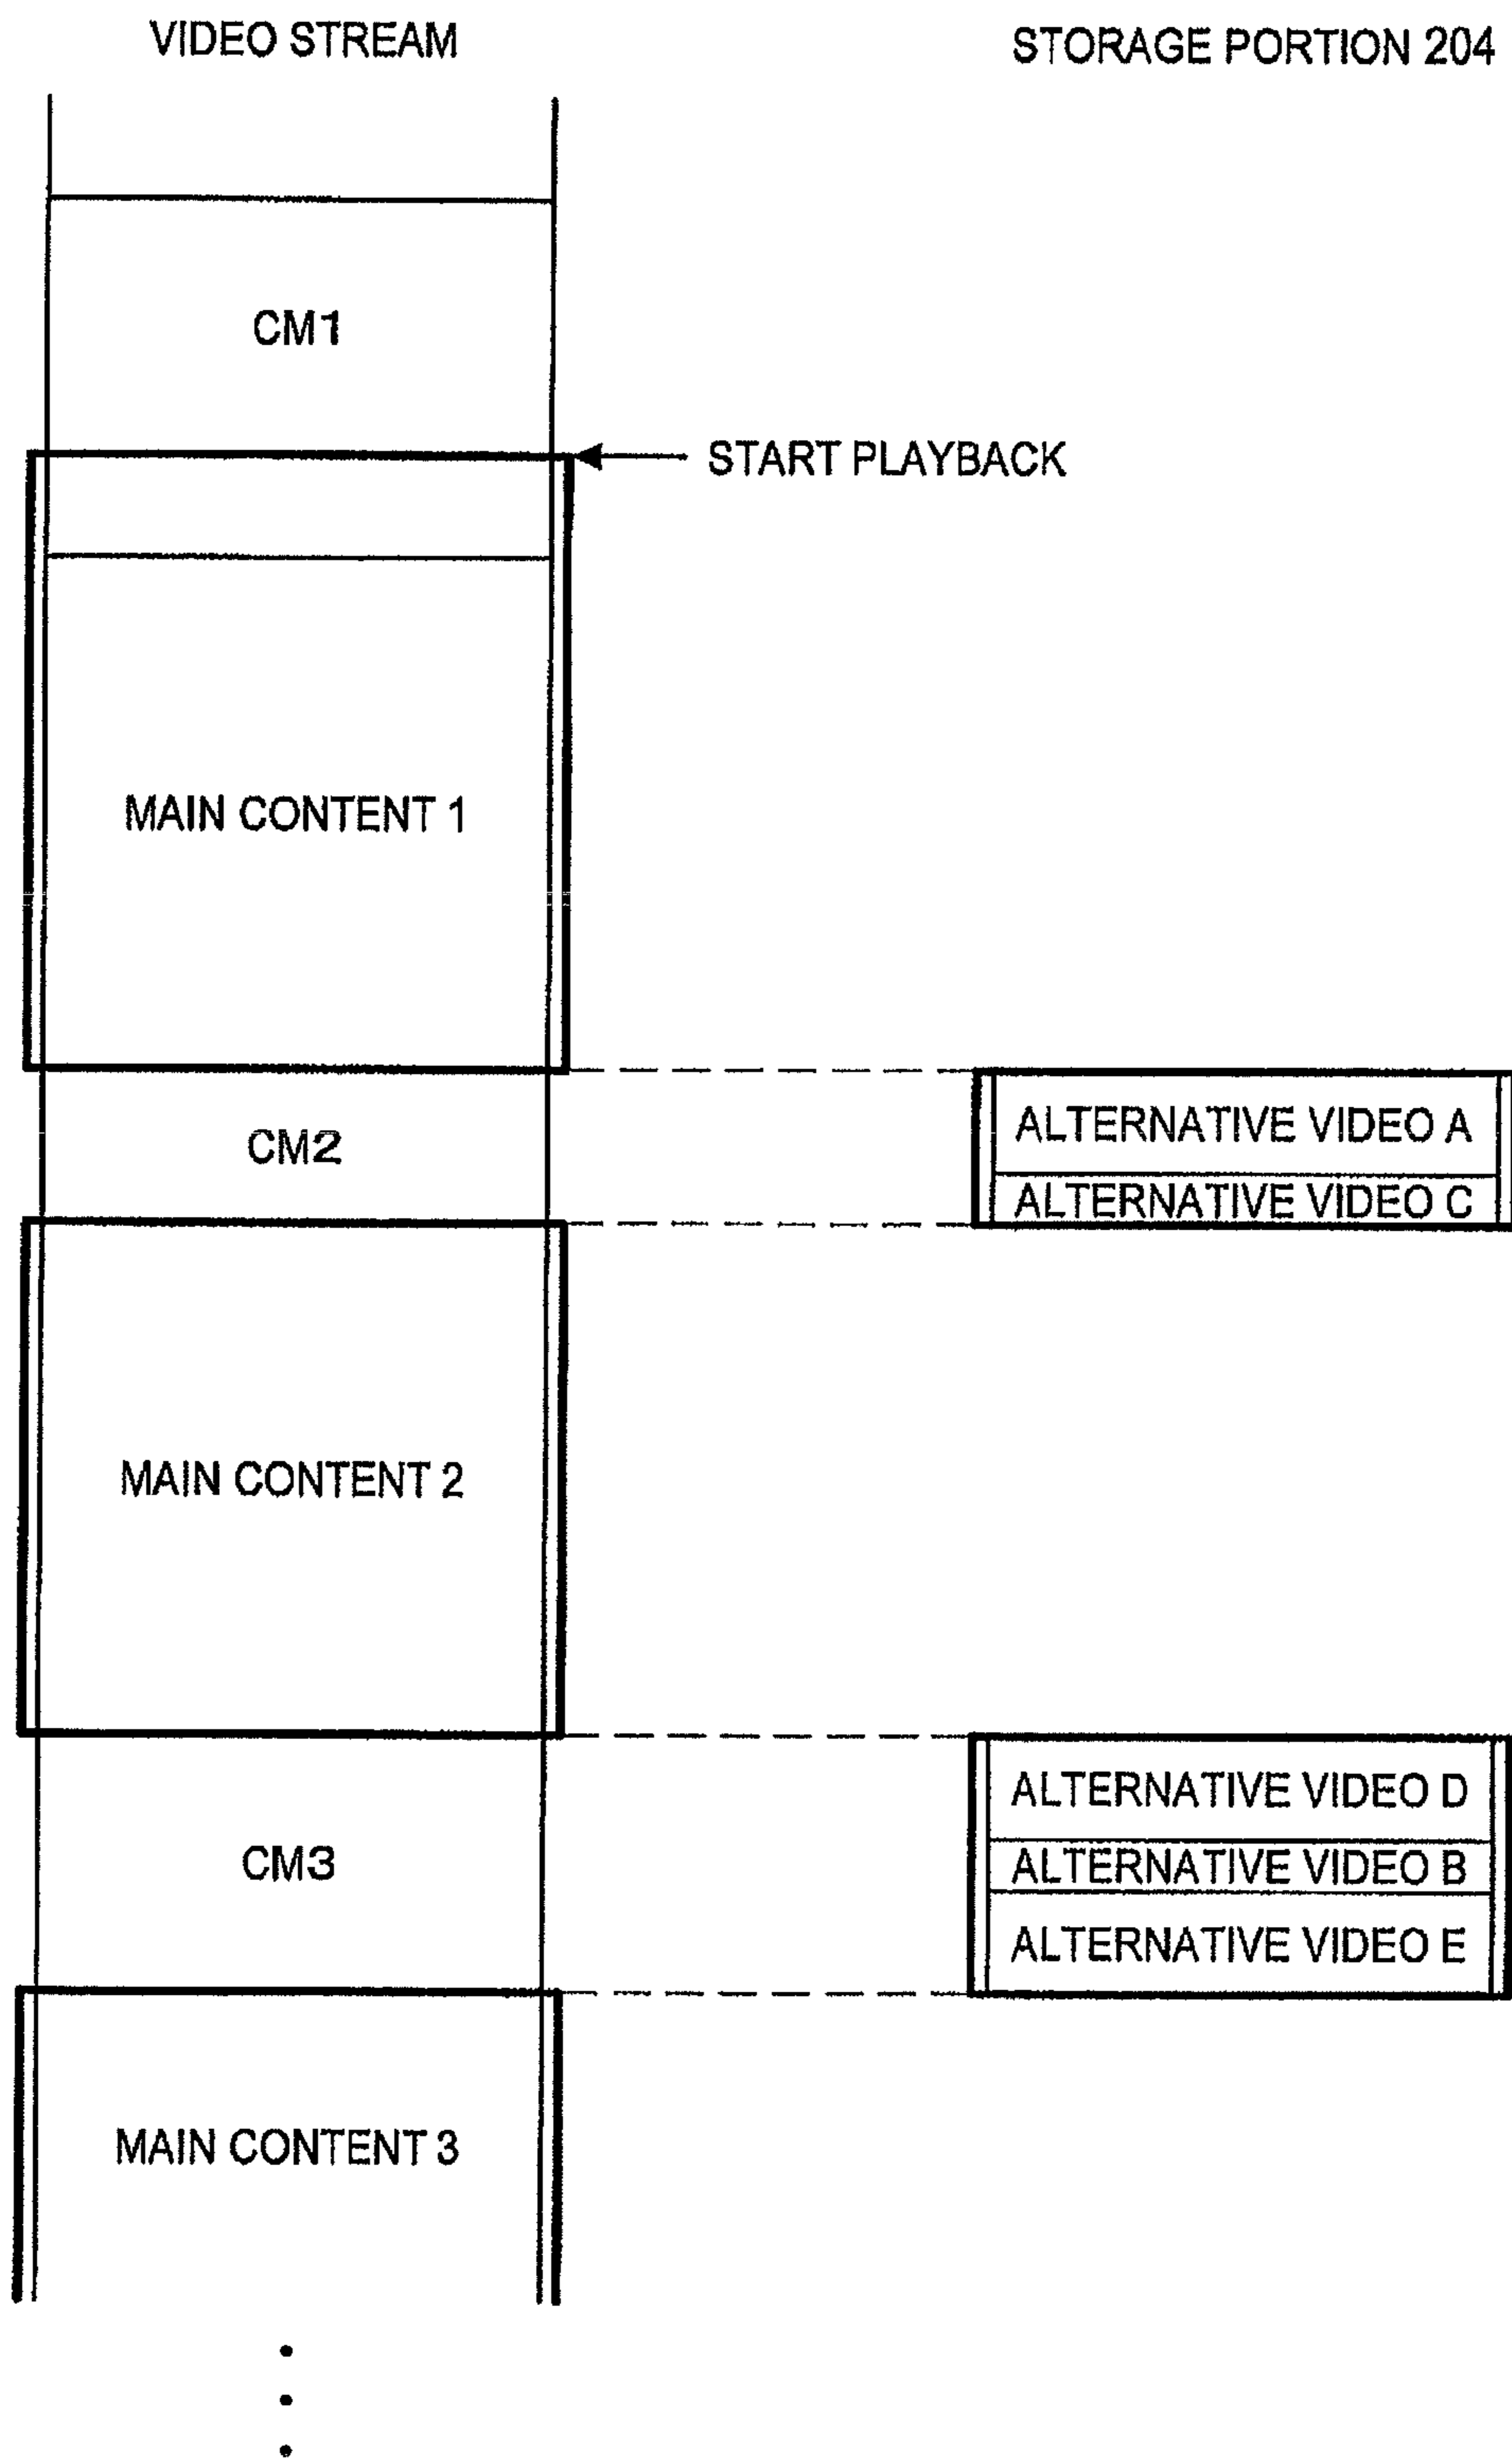 VIDEO STREAM
STORAGE PORTION 204
CM1
START PLAYBACK
MAIN CONTENT 1
CM2
ALTERNATIVE VIDEO A
ALTERNATIVE VIDEO C
MAIN CONTENT 2
CM3
ALTERNATIVE VIDEO D
ALTERNATIVE VIDEO B
ALTERNATIVE VIDEO E
MAIN CONTENT 3